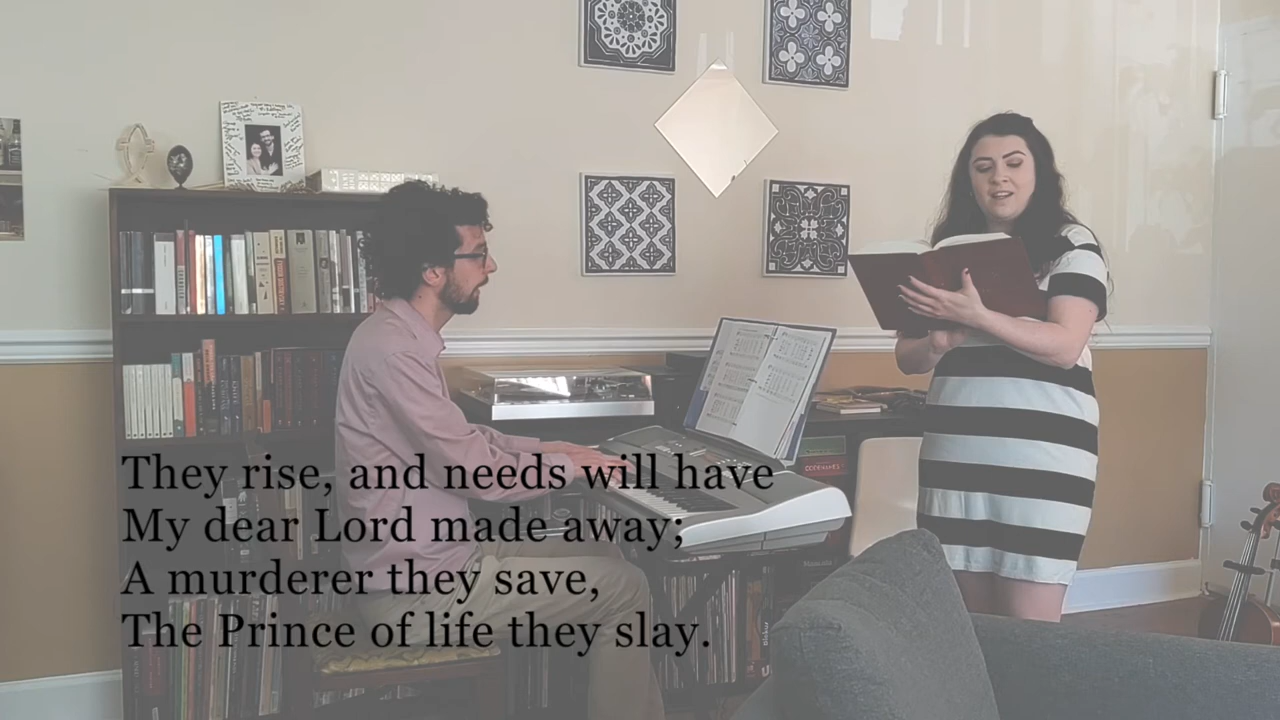 They rise, and needs will have
My dear Lord made away;
A murderer they save,
The Prince of life they slay.
CODENAMES